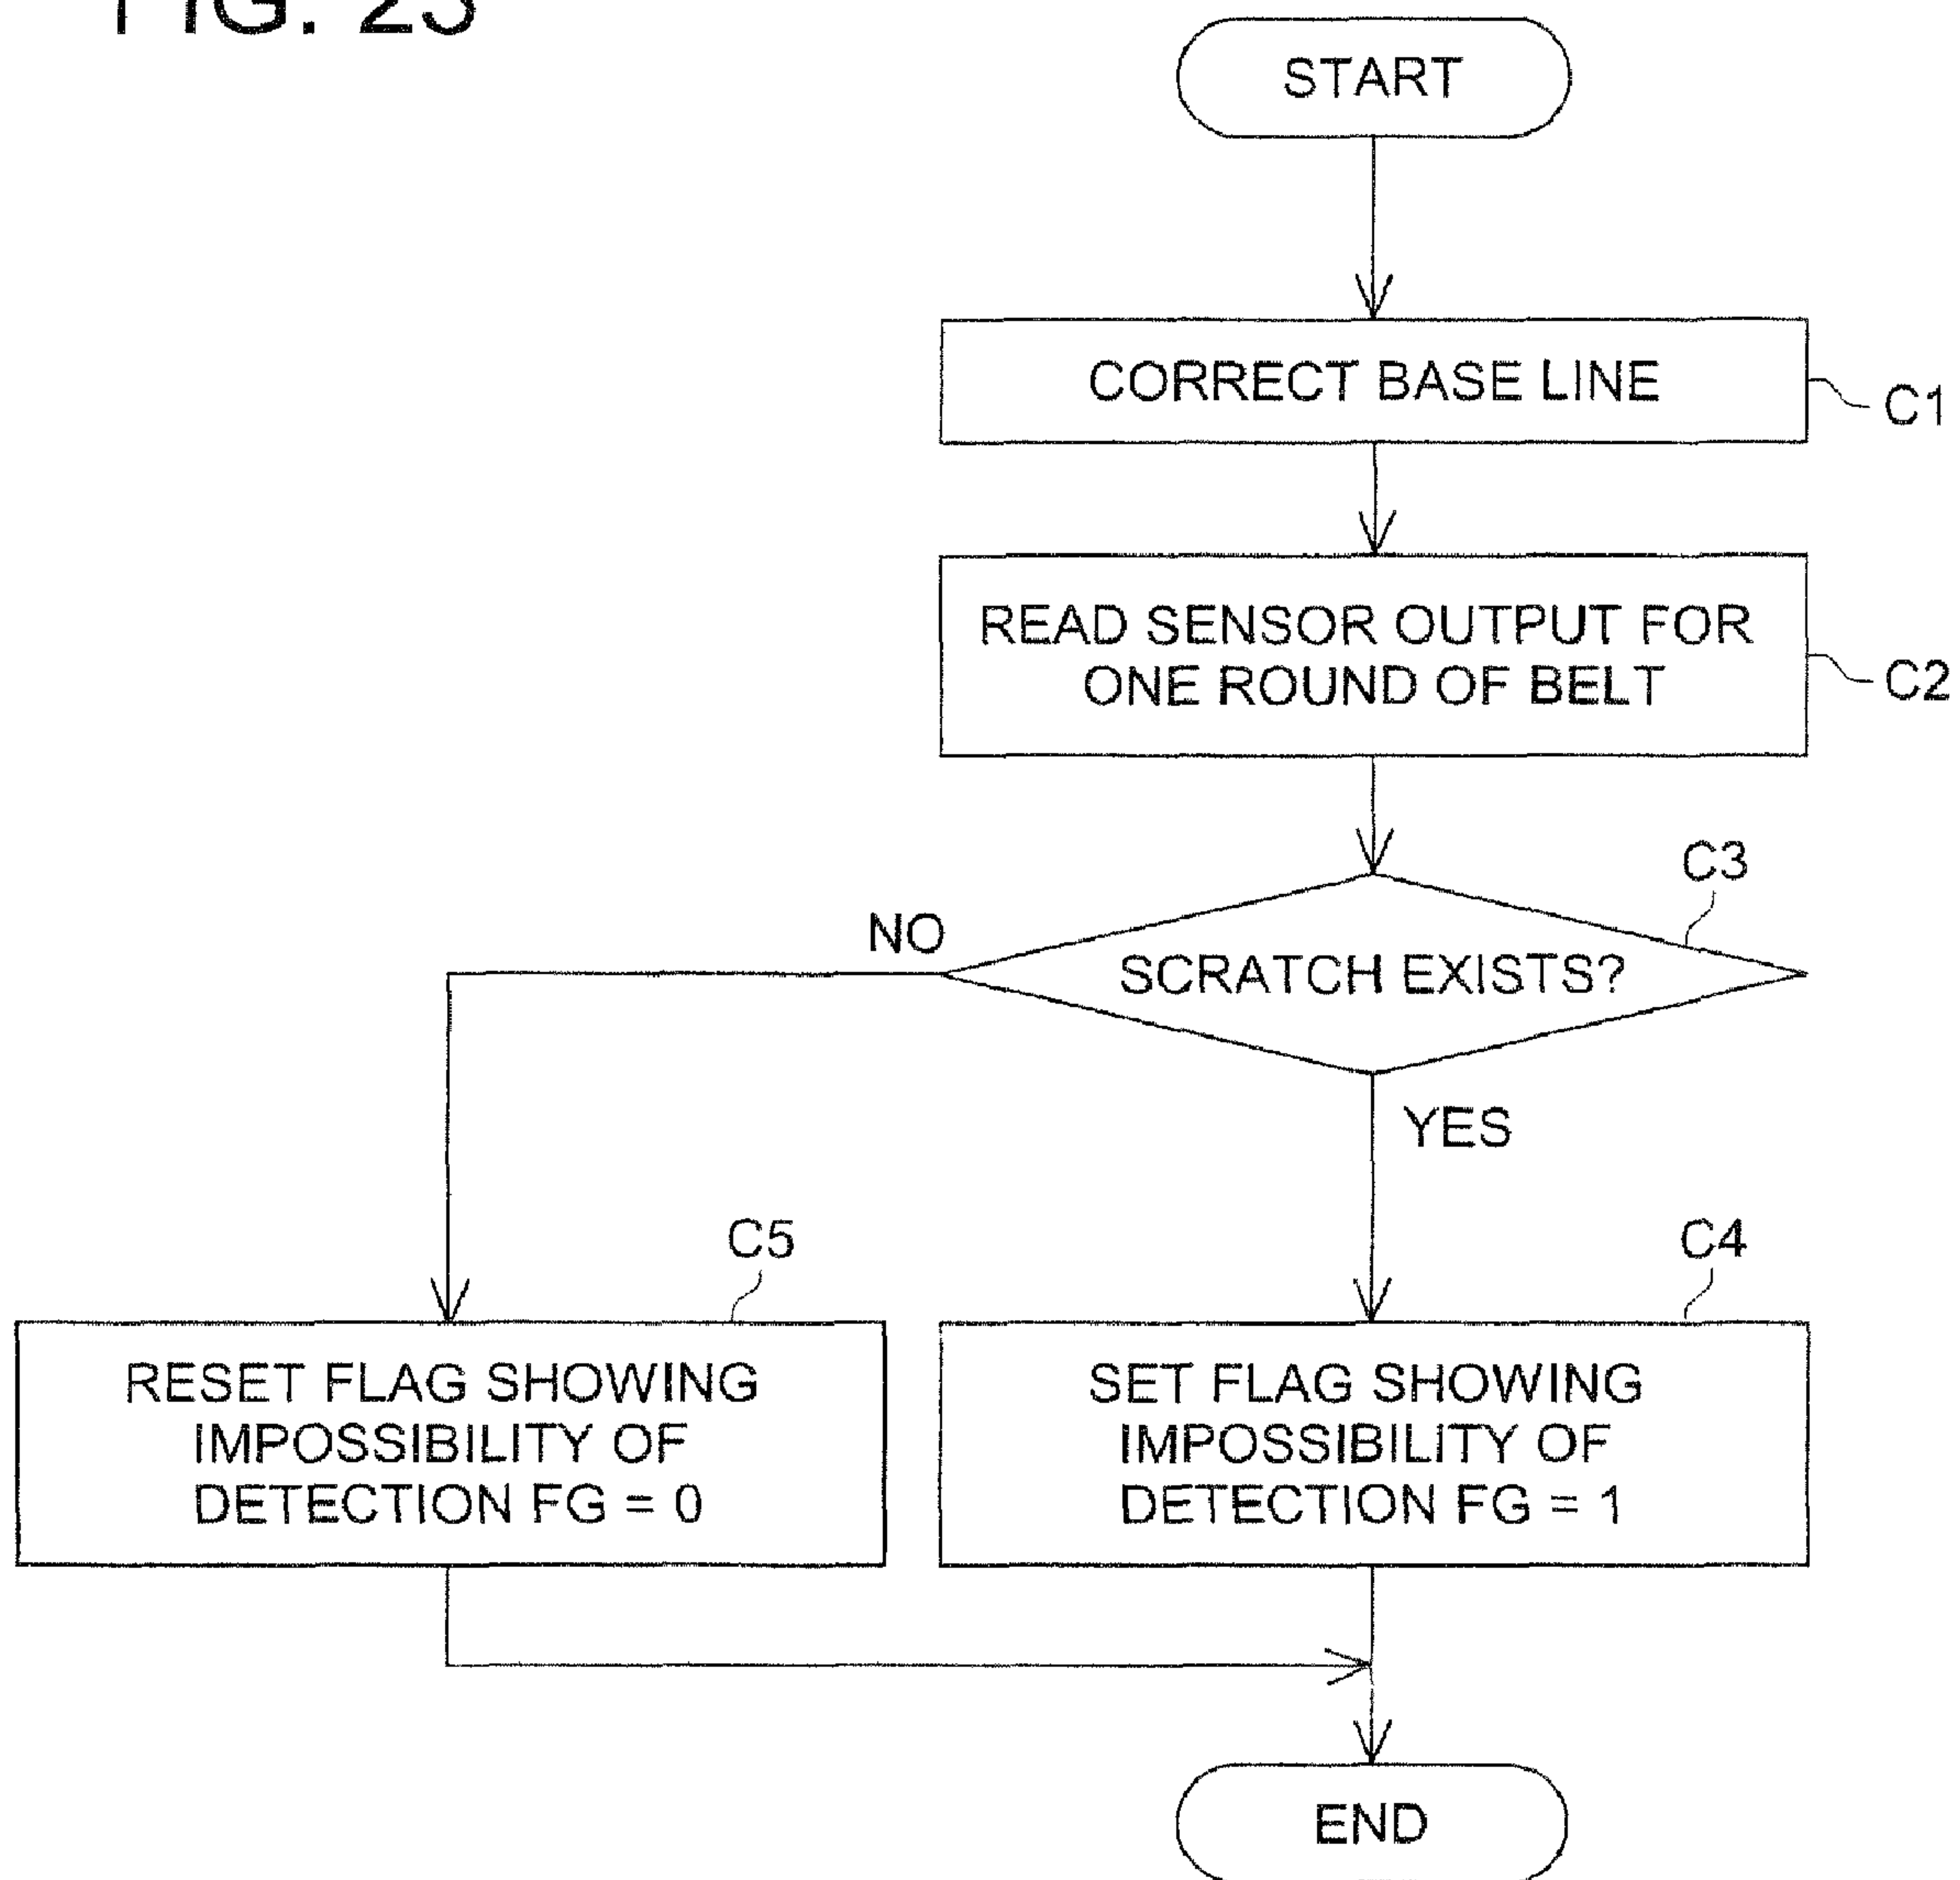 FIG. 23
START
CORRECT BASE LINE
C1
READ SENSOR OUTPUT FOR
ONE ROUND OF BELT
C2
C3
SCRATCH EXISTS?
NO
YES
C5
RESET FLAG SHOWING
IMPOSSIBILITY OF
DETECTION FG = 0
C4
SET FLAG SHOWING
IMPOSSIBILITY OF
DETECTION FG = 1
END